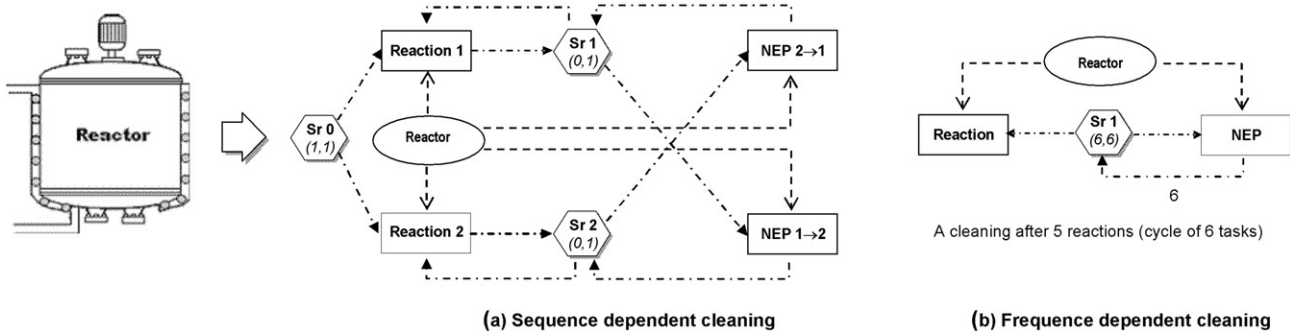 Reactor
Reaction 1
Sr 1
(0,1)
NEP 2→1
Sr 0
(1,1)
Reactor
Reaction 2
Sr 2
(0,1)
NEP 1→2
(a) Sequence dependent cleaning
Reactor
Reaction
Sr 1
(6,6)
NEP
6
A cleaning after 5 reactions (cycle of 6 tasks)
(b) Frequence dependent cleaning